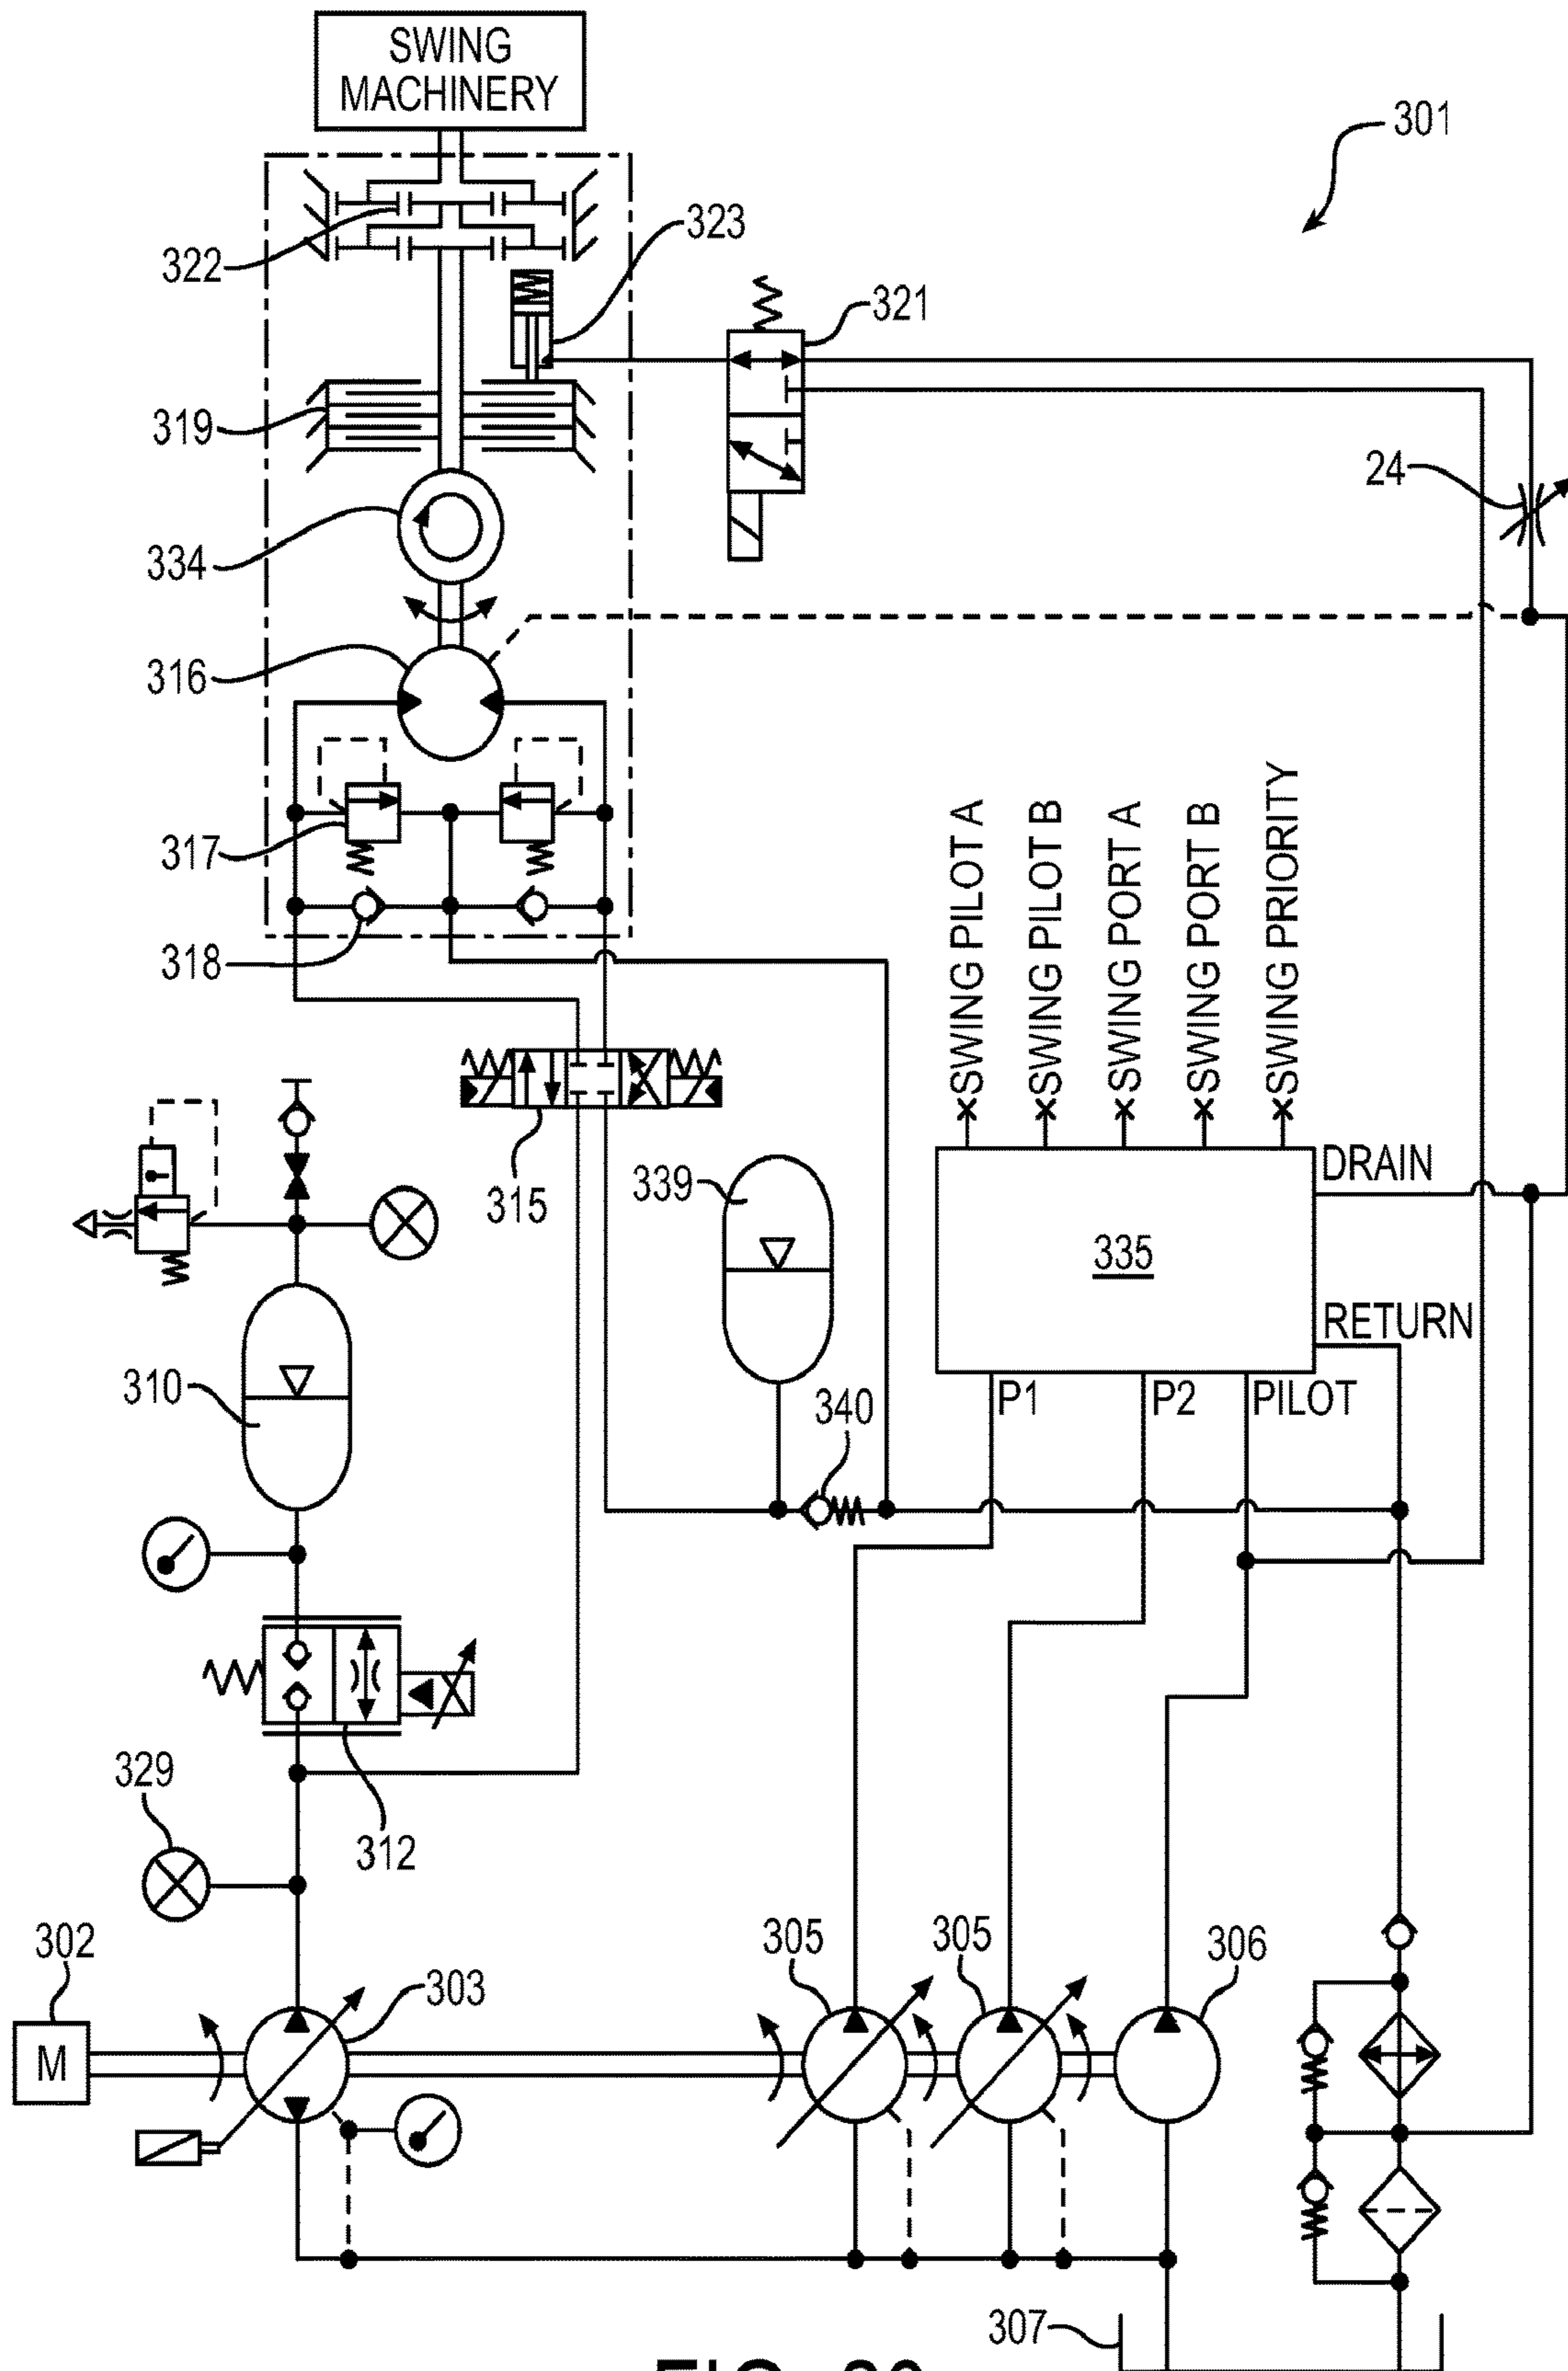 SWING
MACHINERY
301
323
322
321
319
24
334
316
317
318
SWING PILOT A
SWING PILOT B
SWING PORT A
SWING PORT B
SWING PRIORITY
315
339
DRAIN
335
RETURN
310
340
P1
P2
PILOT
329
312
302
303
305
305
306
M
307